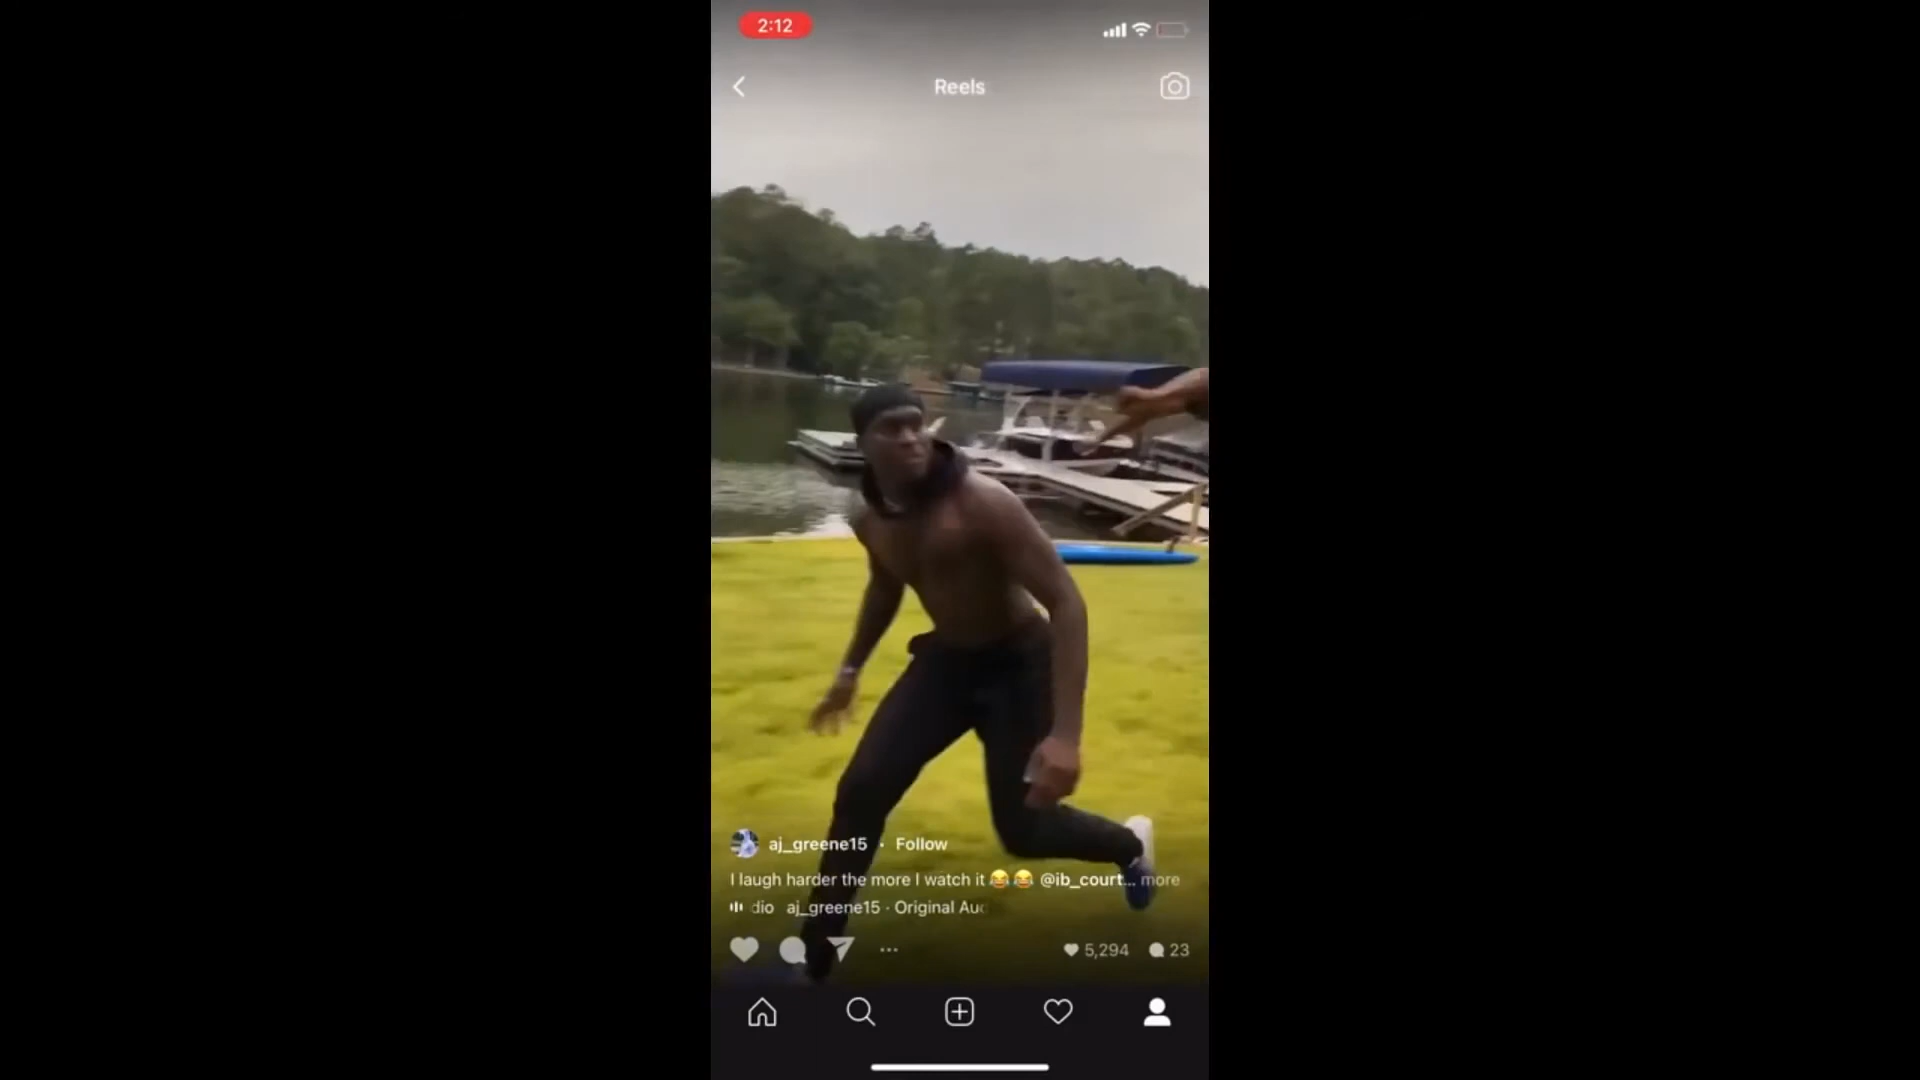 2:12
Reels
aj_greene15 · Follow
I laugh harder the more I watch it 😂😂 @ib_court... more
dio aj_greene15 · Original Au
5,294 23